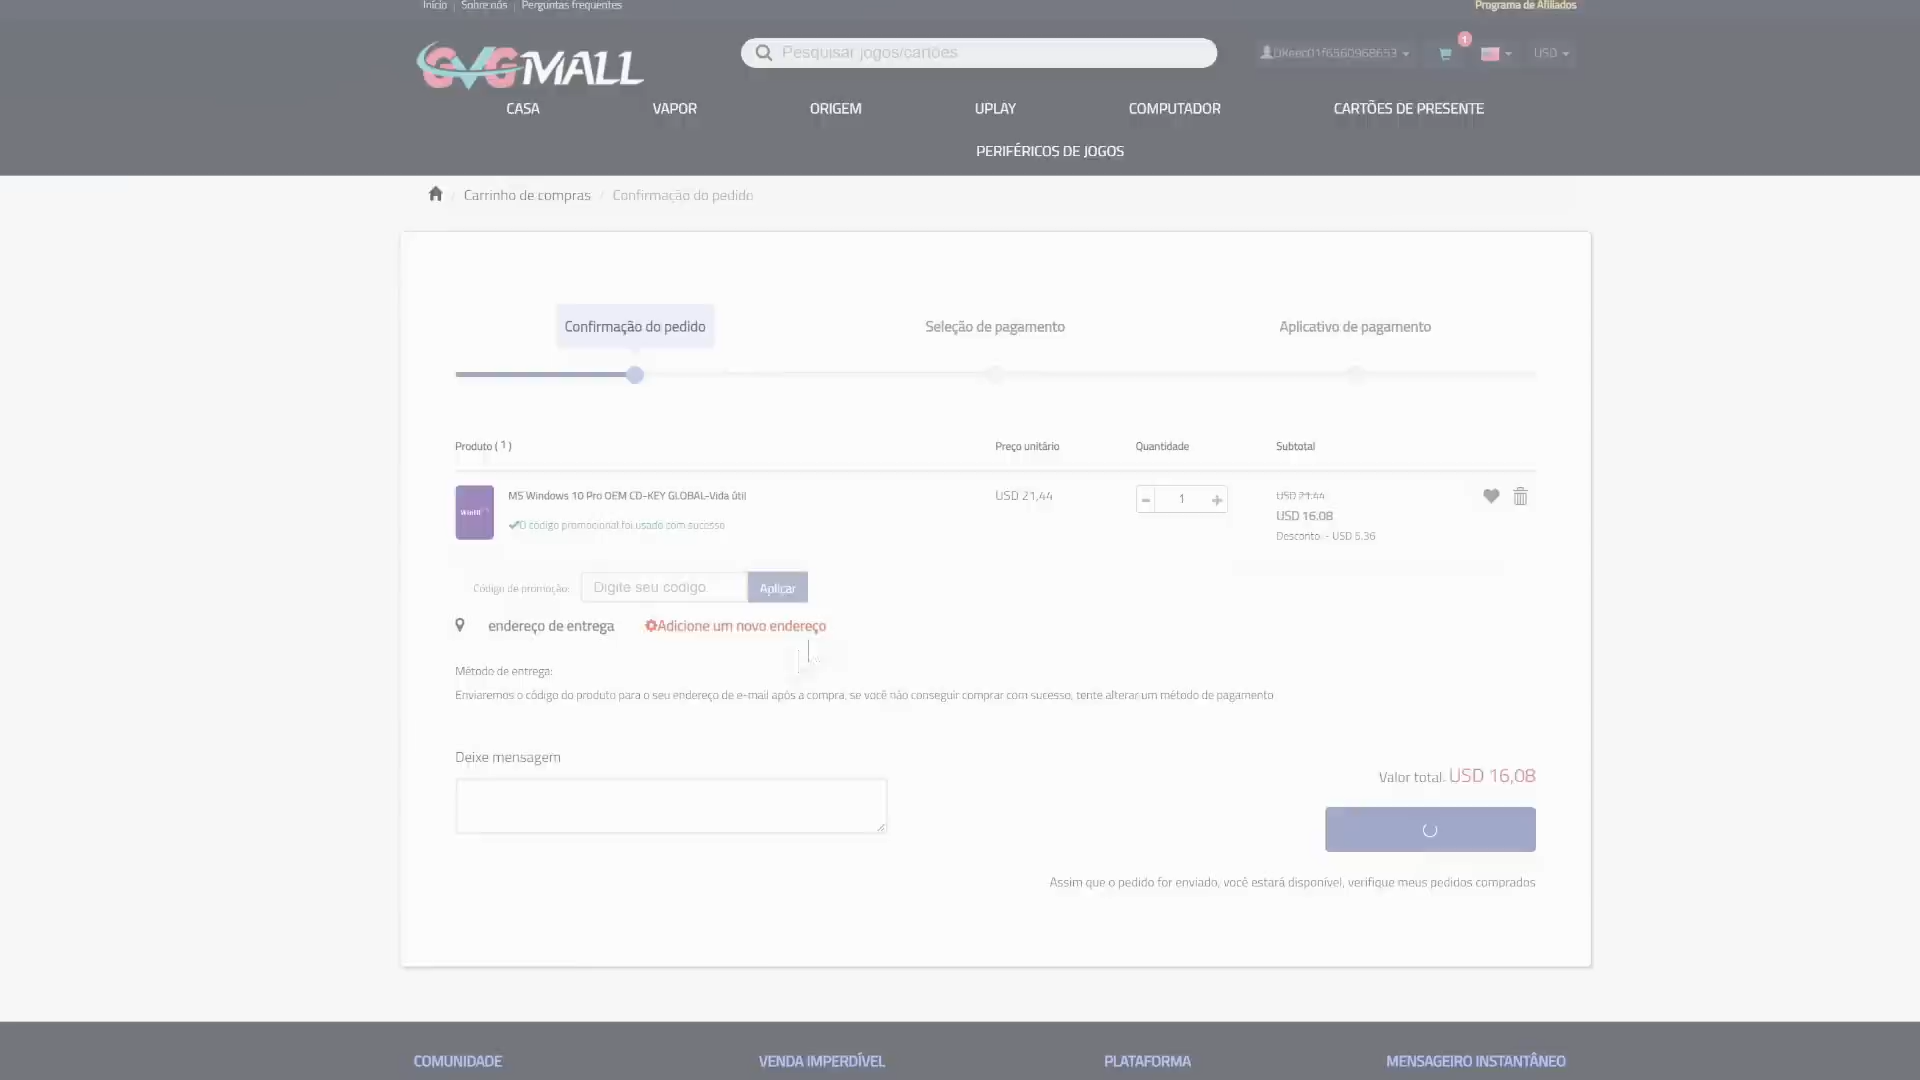 Início | Sobre nós | Perguntas frequentes
Programa de Afiliados
GVGMALL
Pesquisar jogos/cartões
1
USD
CASA
VAPOR
ORIGEM
UPLAY
COMPUTADOR
CARTÕES DE PRESENTE
PERIFÉRICOS DE JOGOS
/ Carrinho de compras / Confirmação do pedido
Confirmação do pedido
Seleção de pagamento
Aplicativo de pagamento
Produto ( 1 )
Preço unitário
Quantidade
Subtotal
Win10
MS Windows 10 Pro OEM CD-KEY GLOBAL-Vida útil
O código promocional foi usado com sucesso
USD 21,44
- 1 +
USD 21.44
USD 16.08
Desconto: - USD 5.36
Código de promoção:
Digite seu codigo
Aplicar
endereço de entrega
Adicione um novo endereço
Método de entrega:
Enviaremos o código do produto para o seu endereço de e-mail após a compra, se você não conseguir comprar com sucesso, tente alterar um método de pagamento
Deixe mensagem
Valor total: USD 16,08
Assim que o pedido for enviado, você estará disponível, verifique meus pedidos comprados
COMUNIDADE
VENDA IMPERDÍVEL
PLATAFORMA
MENSAGEIRO INSTANTÂNEO